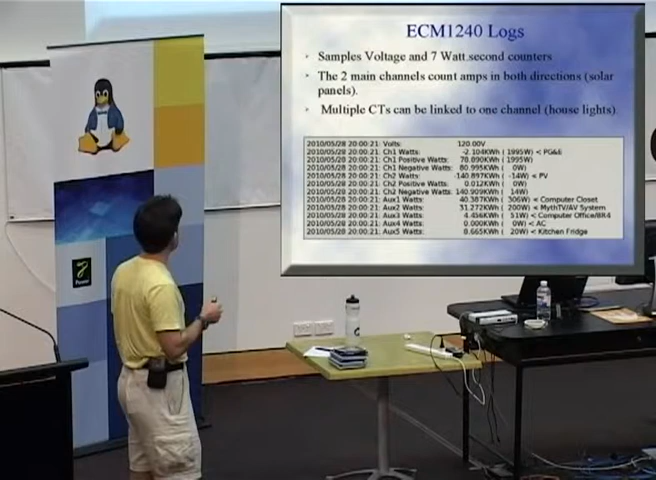 ECM1240 Logs
Samples Voltage and 7 Watt.second counters
The 2 main channels count amps in both directions (solar
panels).
Multiple CTs can be linked to one channel (house lights).
2010/05/28 20:00:21: Volts: 120.00V
2010/05/28 20:00:21: Ch1 Watts: -2.104KWh ( 1995W) < PG&E
2010/05/28 20:00:21: Ch1 Positive Watts: 78.890KWh ( 1995W)
2010/05/28 20:00:21: Ch1 Negative Watts: 80.995KWh ( 0W)
2010/05/28 20:00:21: Ch2 Watts: -140.897KWh ( -14W) < PV
2010/05/28 20:00:21: Ch2 Positive Watts: 0.012KWh ( 0W)
2010/05/28 20:00:21: Ch2 Negative Watts: 140.909KWh ( 14W)
2010/05/28 20:00:21: Aux1 Watts: 40.387KWh ( 306W) < Computer Closet
2010/05/28 20:00:21: Aux2 Watts: 31.272KWh ( 200W) < MythTV/AV System
2010/05/28 20:00:21: Aux3 Watts: 4.456KWh ( 51W) < Computer Office/BR4
2010/05/28 20:00:21: Aux4 Watts: 0.000KWh ( 0W) < AC
2010/05/28 20:00:21: Aux5 Watts: 8.665KWh ( 20W) < Kitchen Fridge
Power